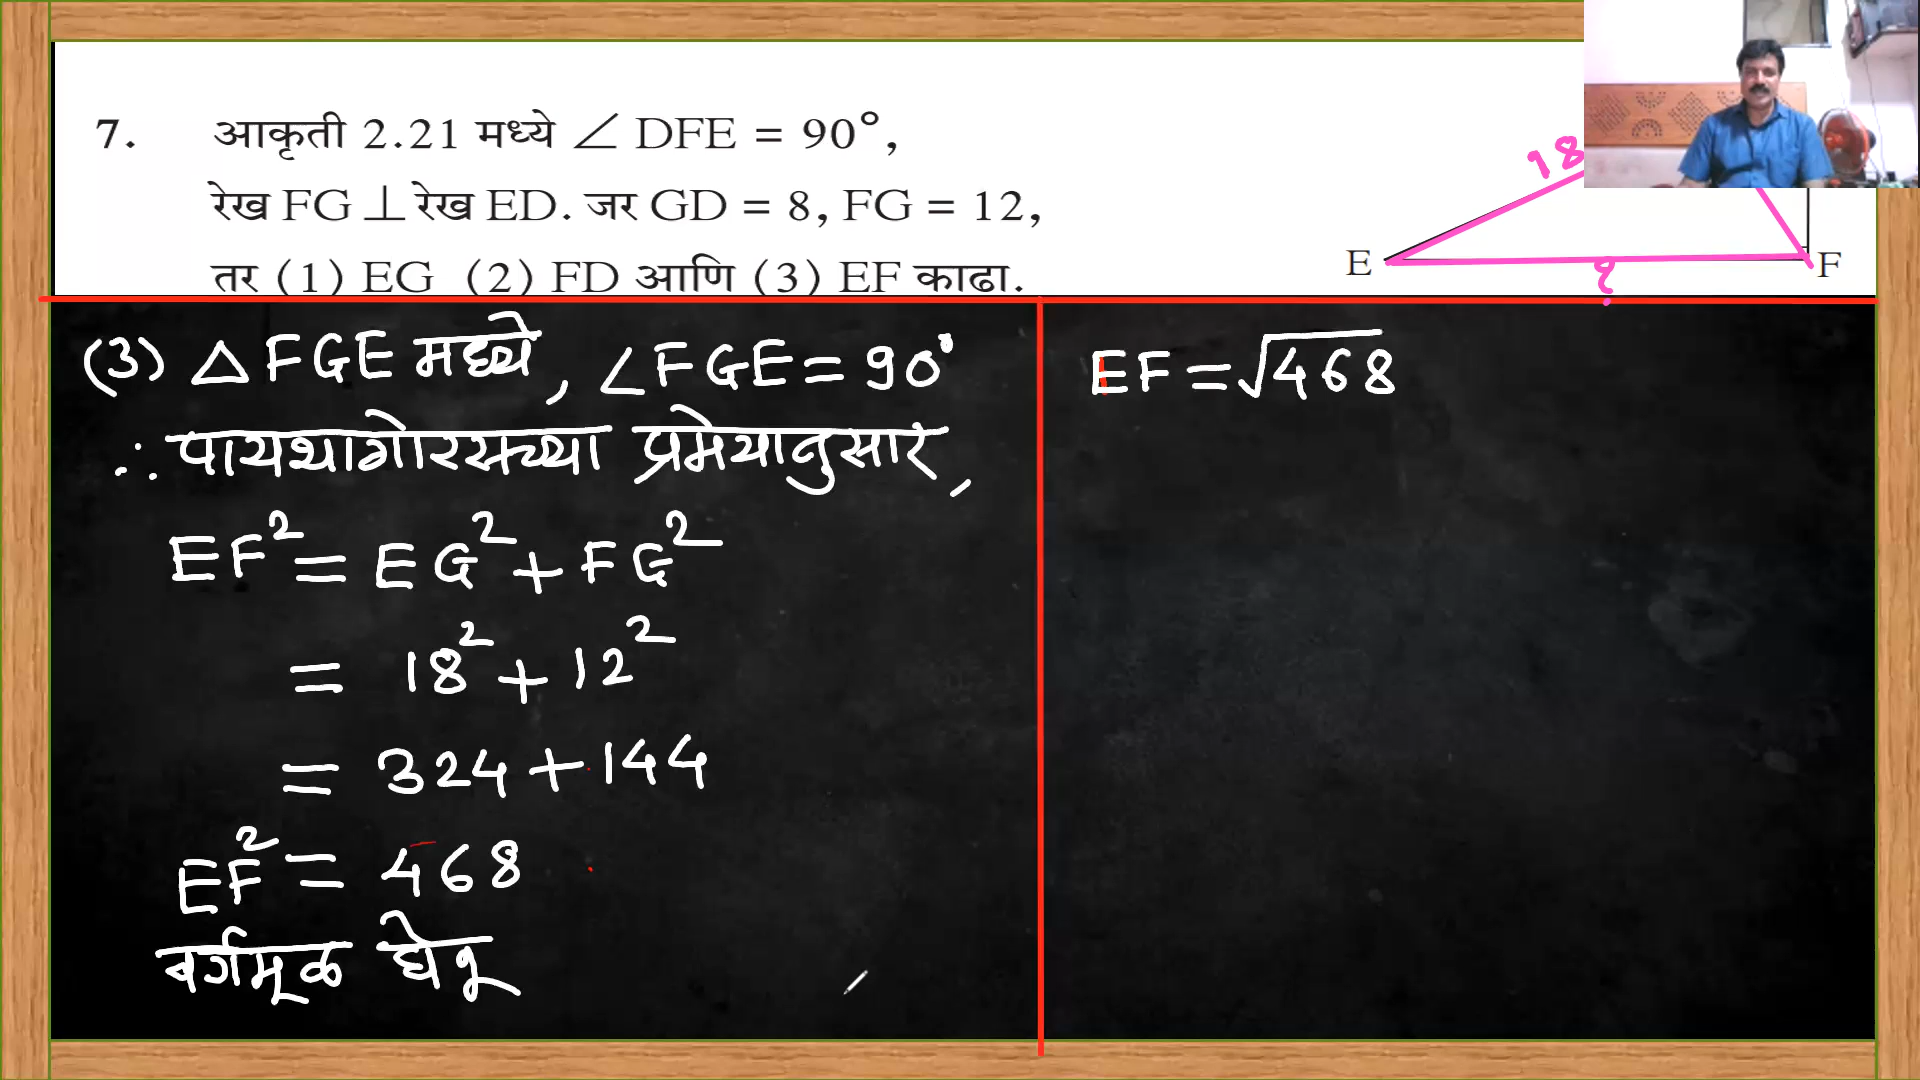 7. आकृती 2.21 मध्ये ∠ DFE = 90°,
रेख FG ⊥ रेख ED. जर GD = 8, FG = 12,
तर (1) EG (2) FD आणि (3) EF काढा.
18
E
F
?
(3) △ FGE मध्ये, ∠FGE = 90°
∴ पायथागोरसच्या प्रमेयानुसार,
EF² = EG² + FG²
= 18² + 12²
= 324 + 144
EF² = 468
वर्गमूळ घेऊ
EF = √468